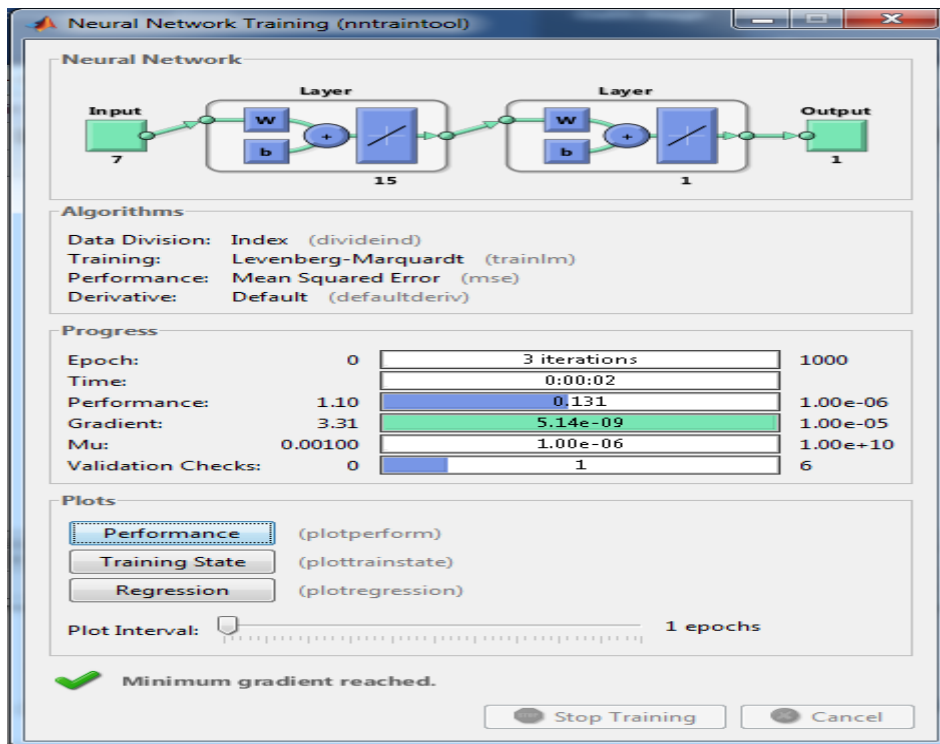 Neural Network Training (nntraintool)
Neural Network
Layer Layer
Input Output
W W
b b
+ +
7 15 1 1
Algorithms
Data Division: Index (divideind)
Training: Levenberg-Marquardt (trainlm)
Performance: Mean Squared Error (mse)
Derivative: Default (defaultderiv)
Progress
Epoch: 0 3 iterations 1000
Time: 0:00:02
Performance: 1.10 0.131 1.00e-06
Gradient: 3.31 5.14e-09 1.00e-05
Mu: 0.00100 1.00e-06 1.00e+10
Validation Checks: 0 1 6
Plots
Performance (plotperform)
Training State (plottrainstate)
Regression (plotregression)
Plot Interval: 1 epochs
Minimum gradient reached.
Stop Training Cancel